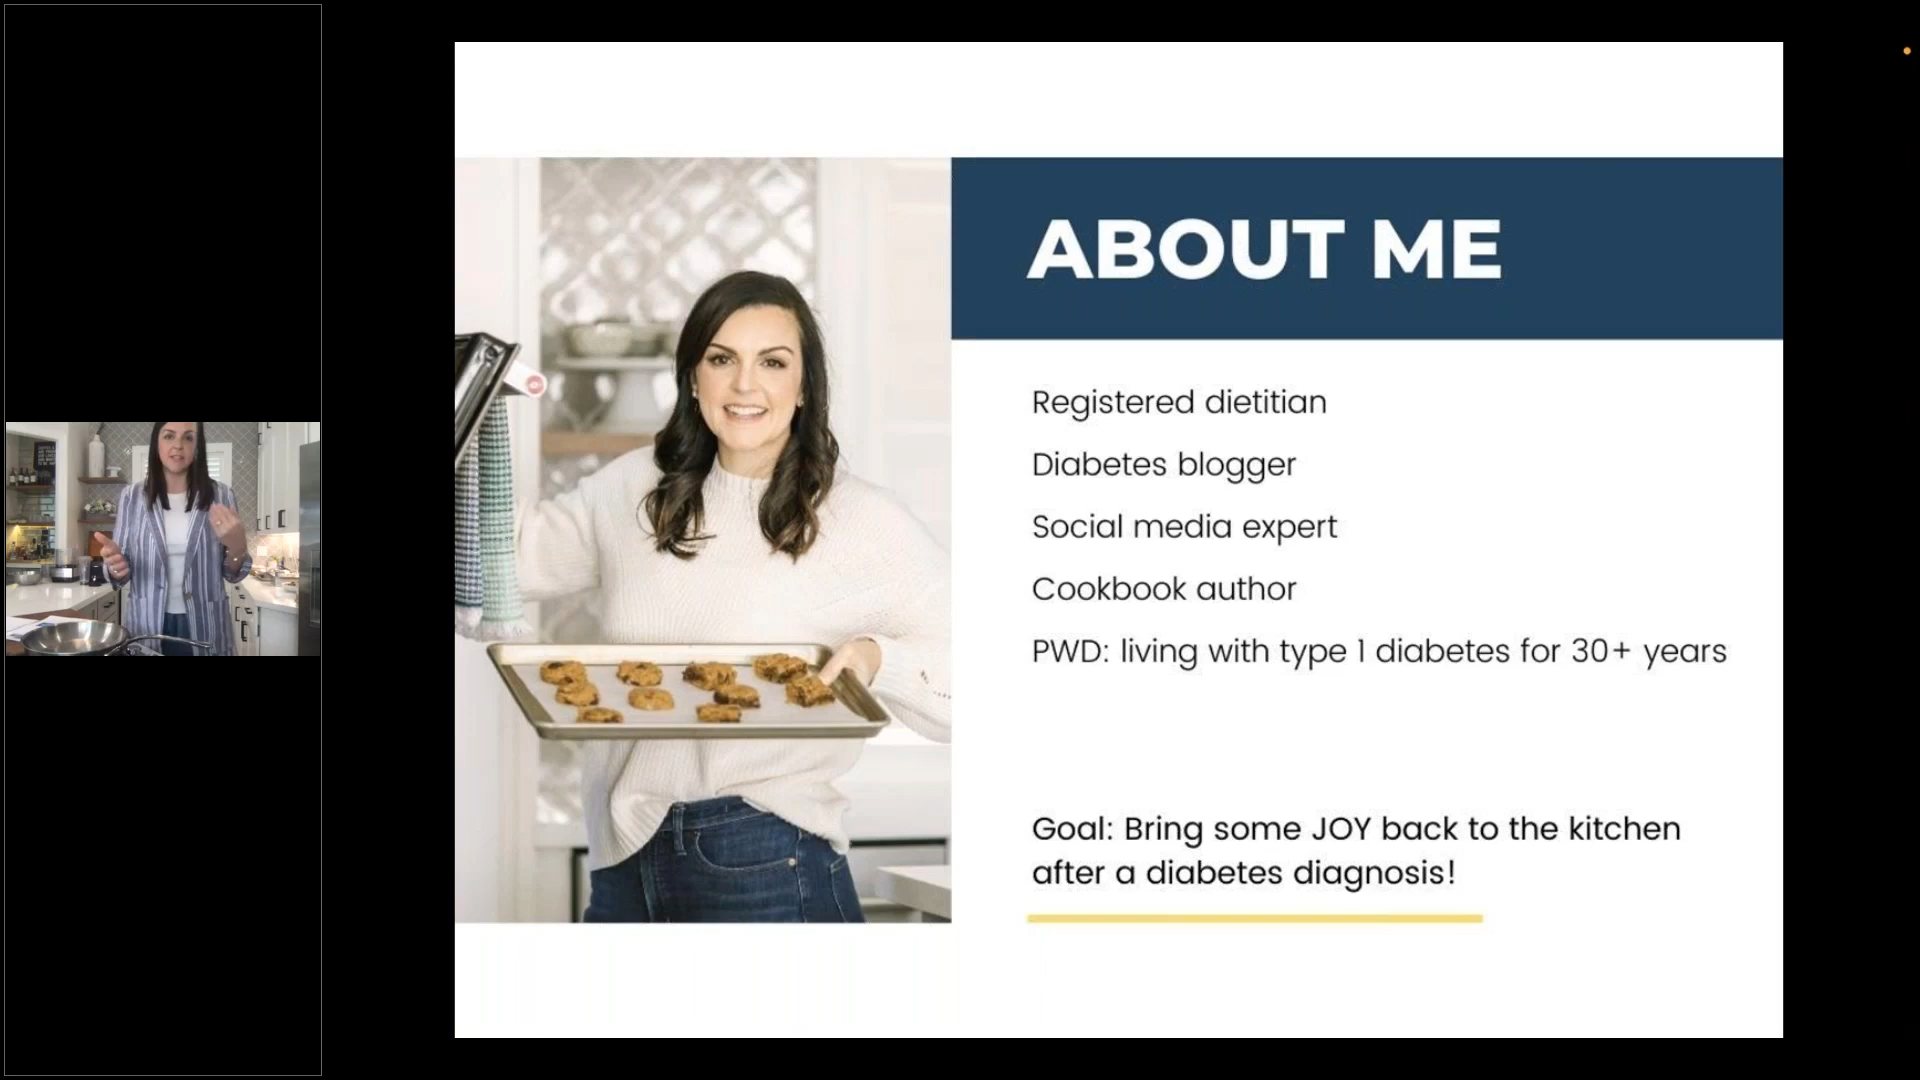 ABOUT ME
Registered dietitian
Diabetes blogger
Social media expert
Cookbook author
PWD: living with type 1 diabetes for 30+ years
Goal: Bring some JOY back to the kitchen
after a diabetes diagnosis!